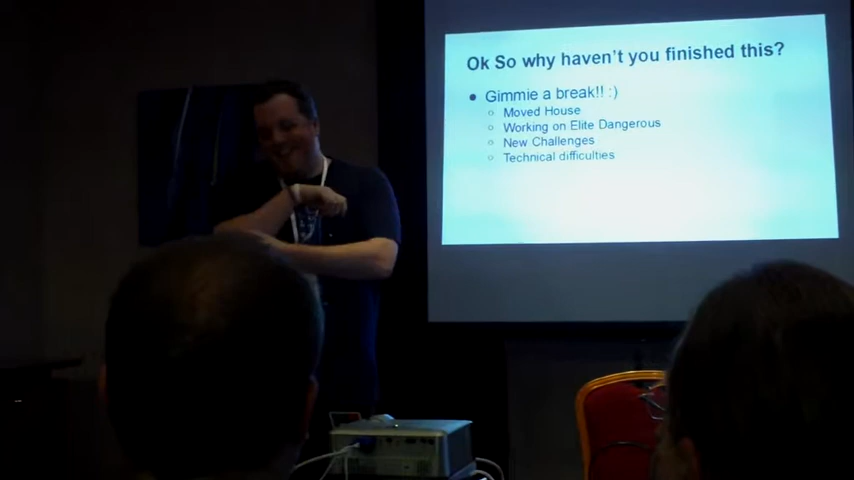 Ok So why haven't you finished this?
● Gimmie a break!! :)
○ Moved House
○ Working on Elite Dangerous
○ New Challenges
○ Technical difficulties